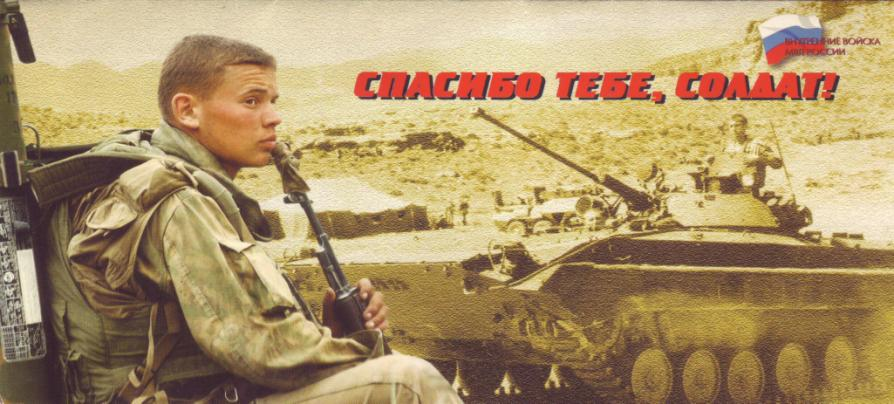 ВНУТРЕННИЕ ВОЙСКА
МВД РОССИИ
СПАСИБО ТЕБЕ, СОЛДАТ!